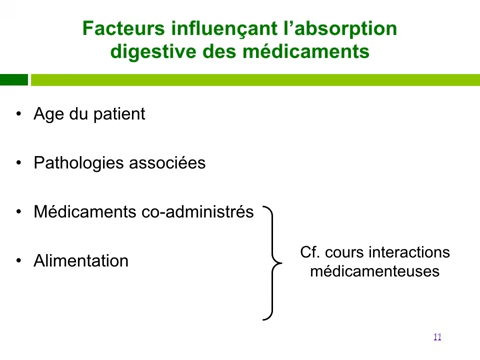 Facteurs influençant l’absorption
digestive des médicaments
• Age du patient
• Pathologies associées
• Médicaments co-administrés
• Alimentation
Cf. cours interactions
médicamenteuses
11